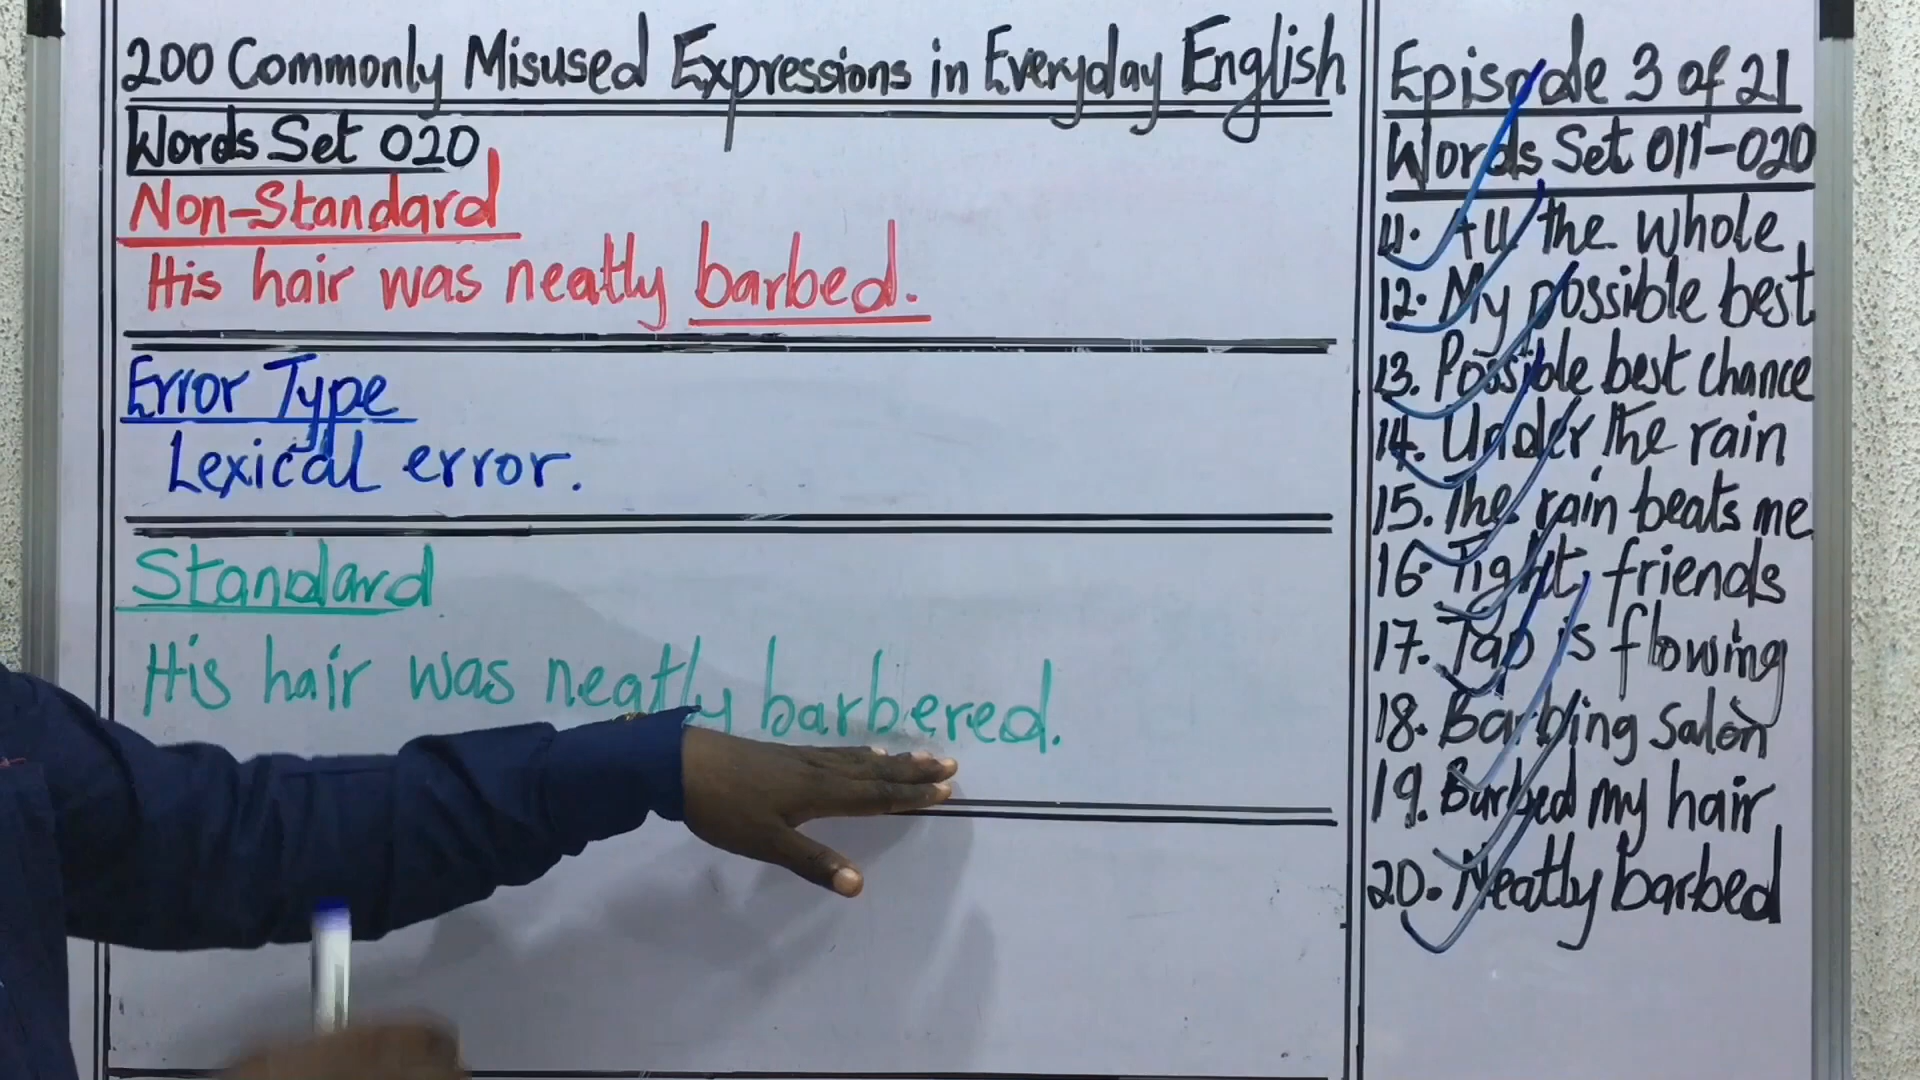 200 Commonly Misused Expressions in Everyday English
Words Set 020
Non-Standard
His hair was neatly barbed.
Error Type
Lexical error.
Standard
His hair was neatly barbered.
Episode 3 of 21
Words Set 011-020
11. All the whole
12. My possible best
13. Possible best chance
14. Under the rain
15. The rain beats me
16. Tight friends
17. Tap is flowing
18. Barbing salon
19. Barbed my hair
20. Neatly barbed